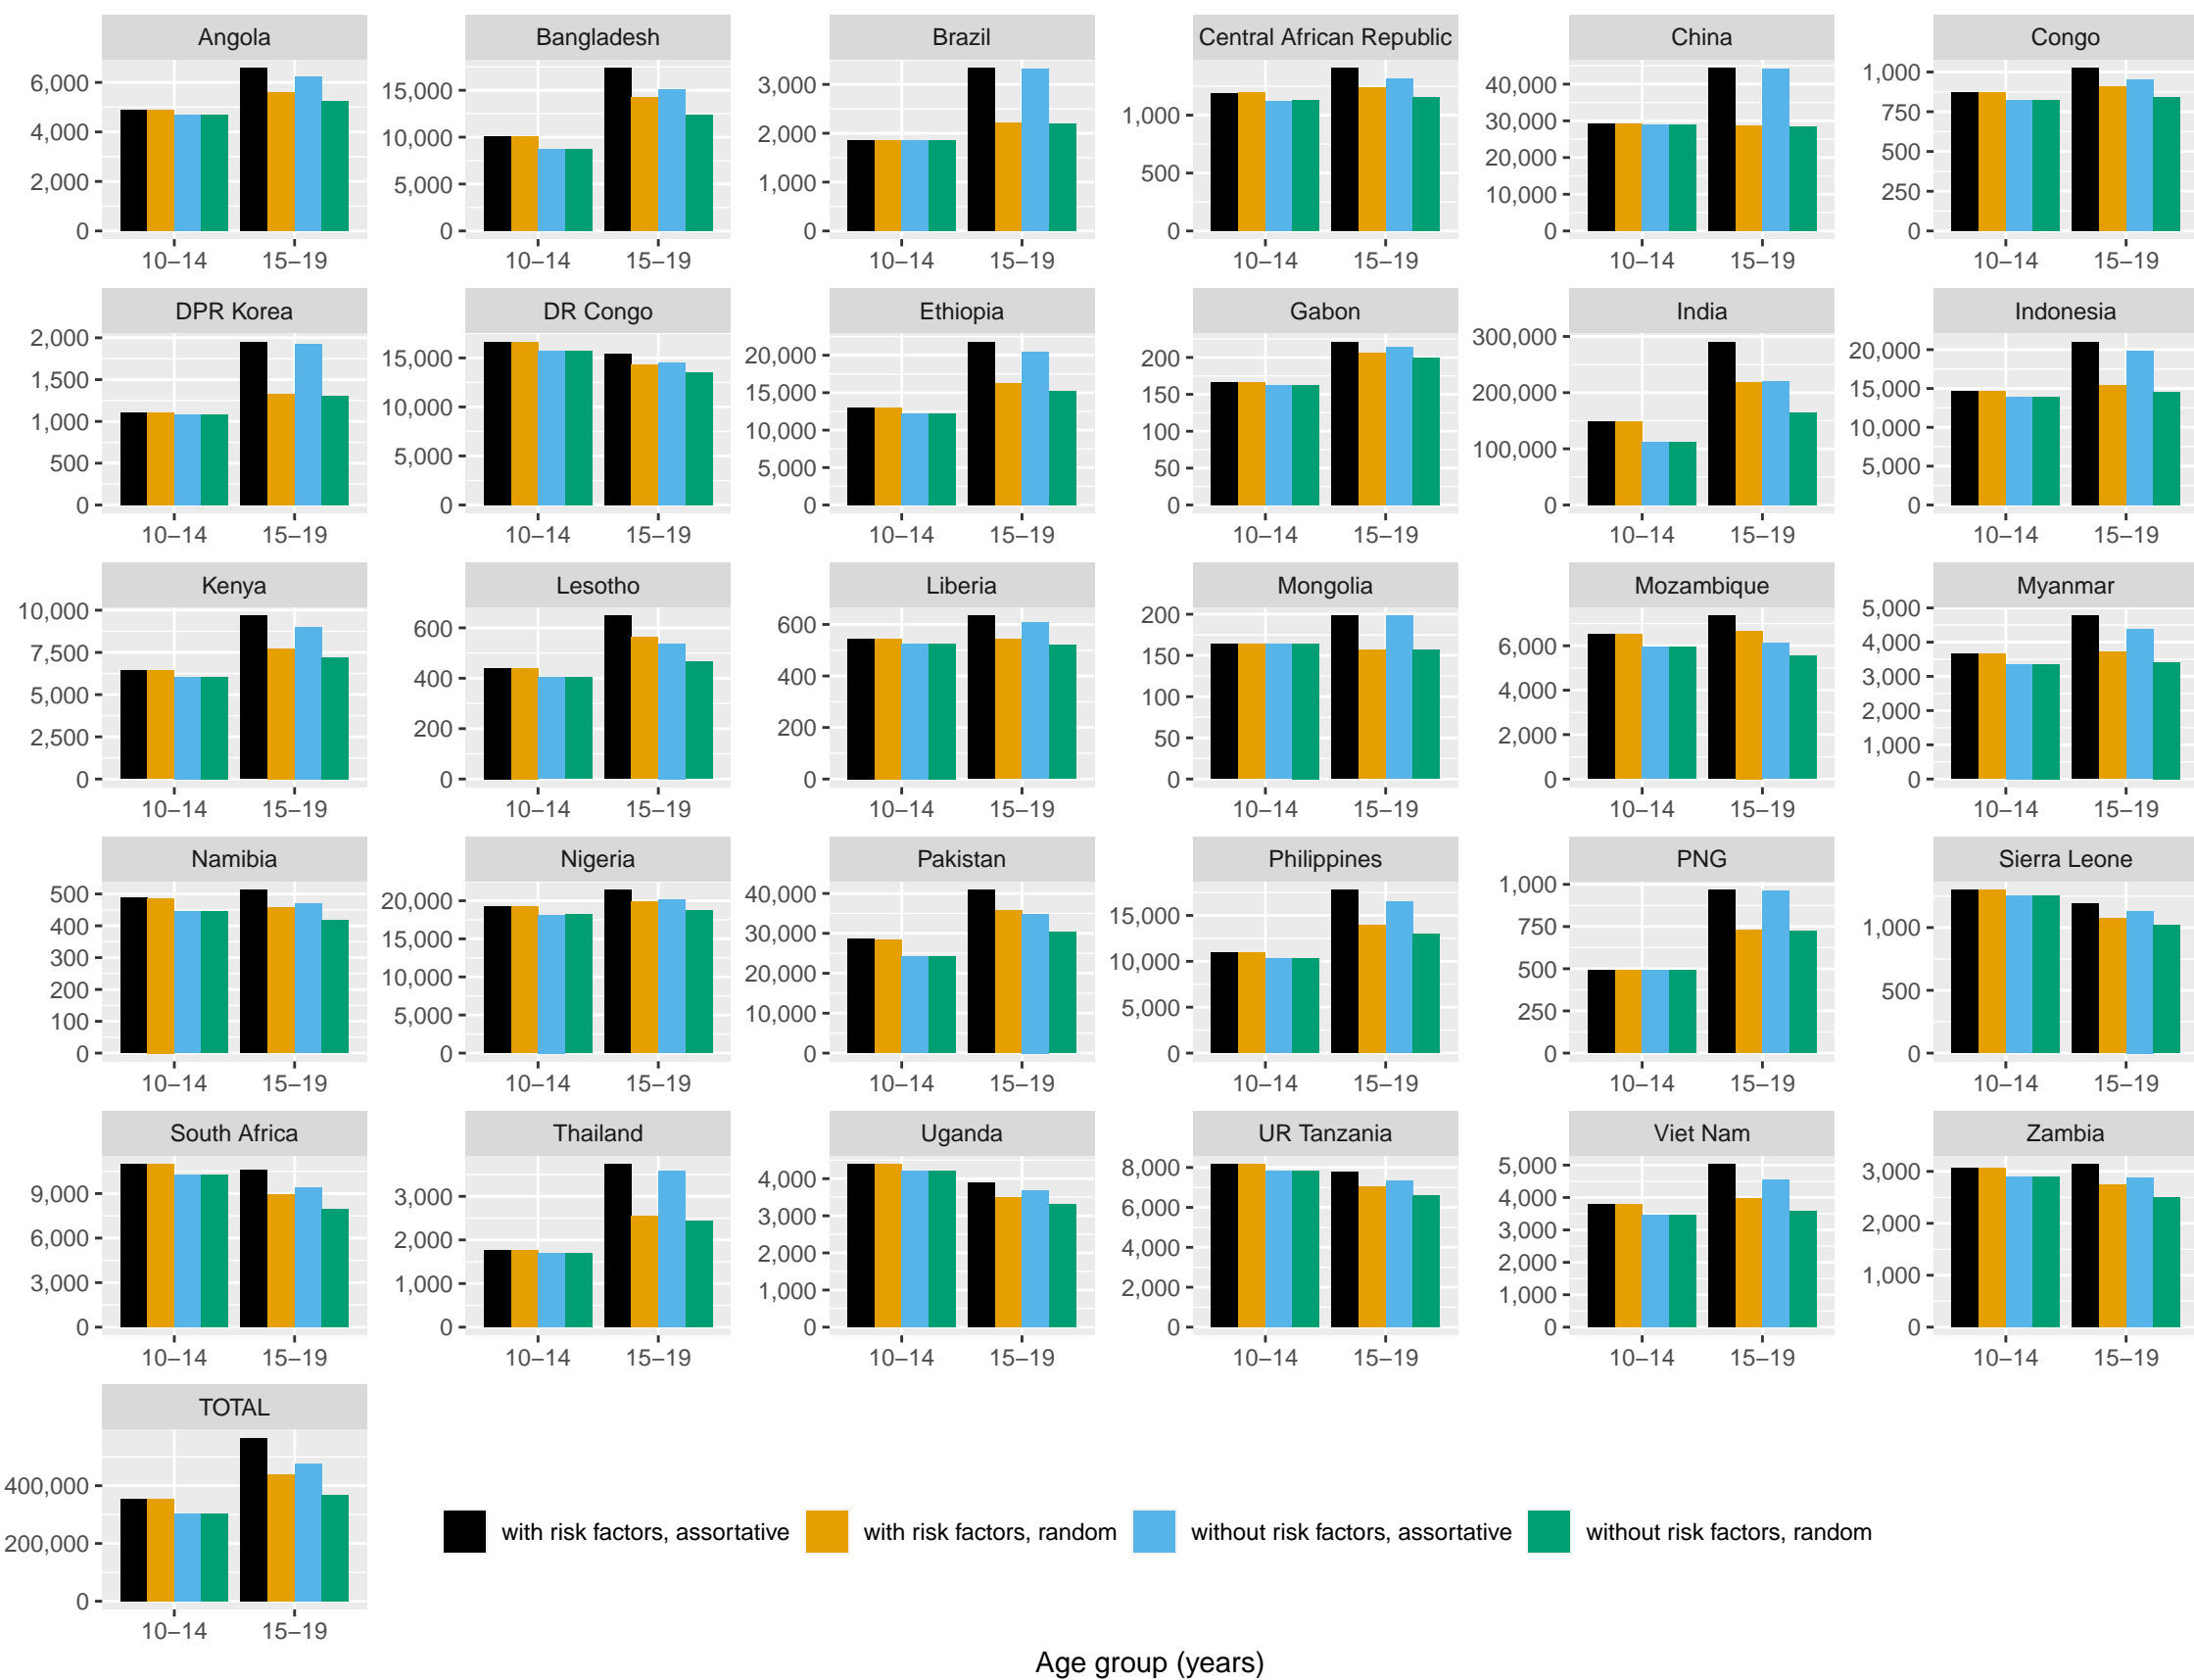 Angola Bangladesh Brazil Central African Republic China Congo
6,000 4,000 2,000 0
15,000 10,000 5,000 0
3,000 2,000 1,000 0
1,000 500 0
40,000 30,000 20,000 10,000 0
1,000 750 500 250 0
10−14 15−19 10−14 15−19 10−14 15−19 10−14 15−19 10−14 15−19 10−14 15−19
DPR Korea DR Congo Ethiopia Gabon India Indonesia
2,000 1,500 1,000 500 0
15,000 10,000 5,000 0
20,000 15,000 10,000 5,000 0
200 150 100 50 0
300,000 200,000 100,000 0
20,000 15,000 10,000 5,000 0
10−14 15−19 10−14 15−19 10−14 15−19 10−14 15−19 10−14 15−19 10−14 15−19
Kenya Lesotho Liberia Mongolia Mozambique Myanmar
10,000 7,500 5,000 2,500 0
600 400 200 0
600 400 200 0
200 150 100 50 0
6,000 4,000 2,000 0
5,000 4,000 3,000 2,000 1,000 0
10−14 15−19 10−14 15−19 10−14 15−19 10−14 15−19 10−14 15−19 10−14 15−19
Namibia Nigeria Pakistan Philippines PNG Sierra Leone
500 400 300 200 100 0
20,000 15,000 10,000 5,000 0
40,000 30,000 20,000 10,000 0
15,000 10,000 5,000 0
1,000 750 500 250 0
1,000 500 0
10−14 15−19 10−14 15−19 10−14 15−19 10−14 15−19 10−14 15−19 10−14 15−19
South Africa Thailand Uganda UR Tanzania Viet Nam Zambia
9,000 6,000 3,000 0
3,000 2,000 1,000 0
4,000 3,000 2,000 1,000 0
8,000 6,000 4,000 2,000 0
5,000 4,000 3,000 2,000 1,000 0
3,000 2,000 1,000 0
10−14 15−19 10−14 15−19 10−14 15−19 10−14 15−19 10−14 15−19 10−14 15−19
TOTAL
400,000
200,000
0
10−14 15−19
with risk factors, assortative with risk factors, random without risk factors, assortative without risk factors, random
Age group (years)